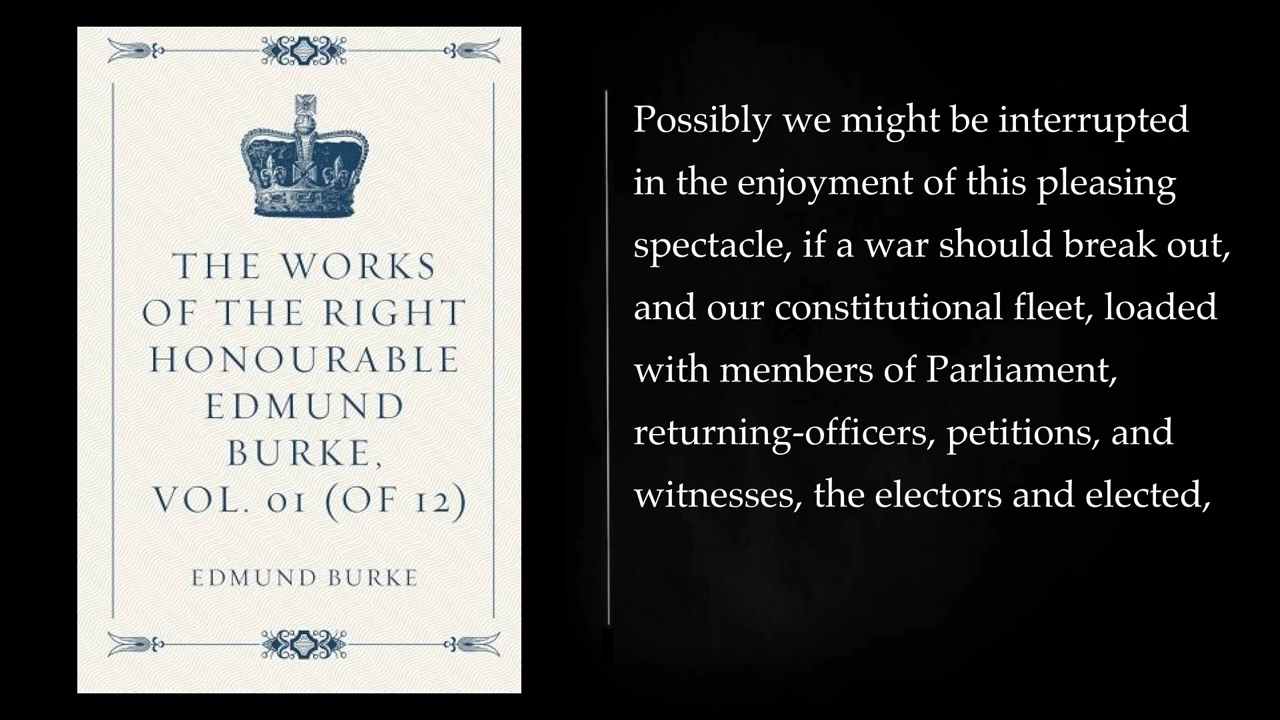 THE WORKS
OF THE RIGHT
HONOURABLE
EDMUND
BURKE,
VOL. 01 (OF 12)
EDMUND BURKE
Possibly we might be interrupted
in the enjoyment of this pleasing
spectacle, if a war should break out,
and our constitutional fleet, loaded
with members of Parliament,
returning-officers, petitions, and
witnesses, the electors and elected,